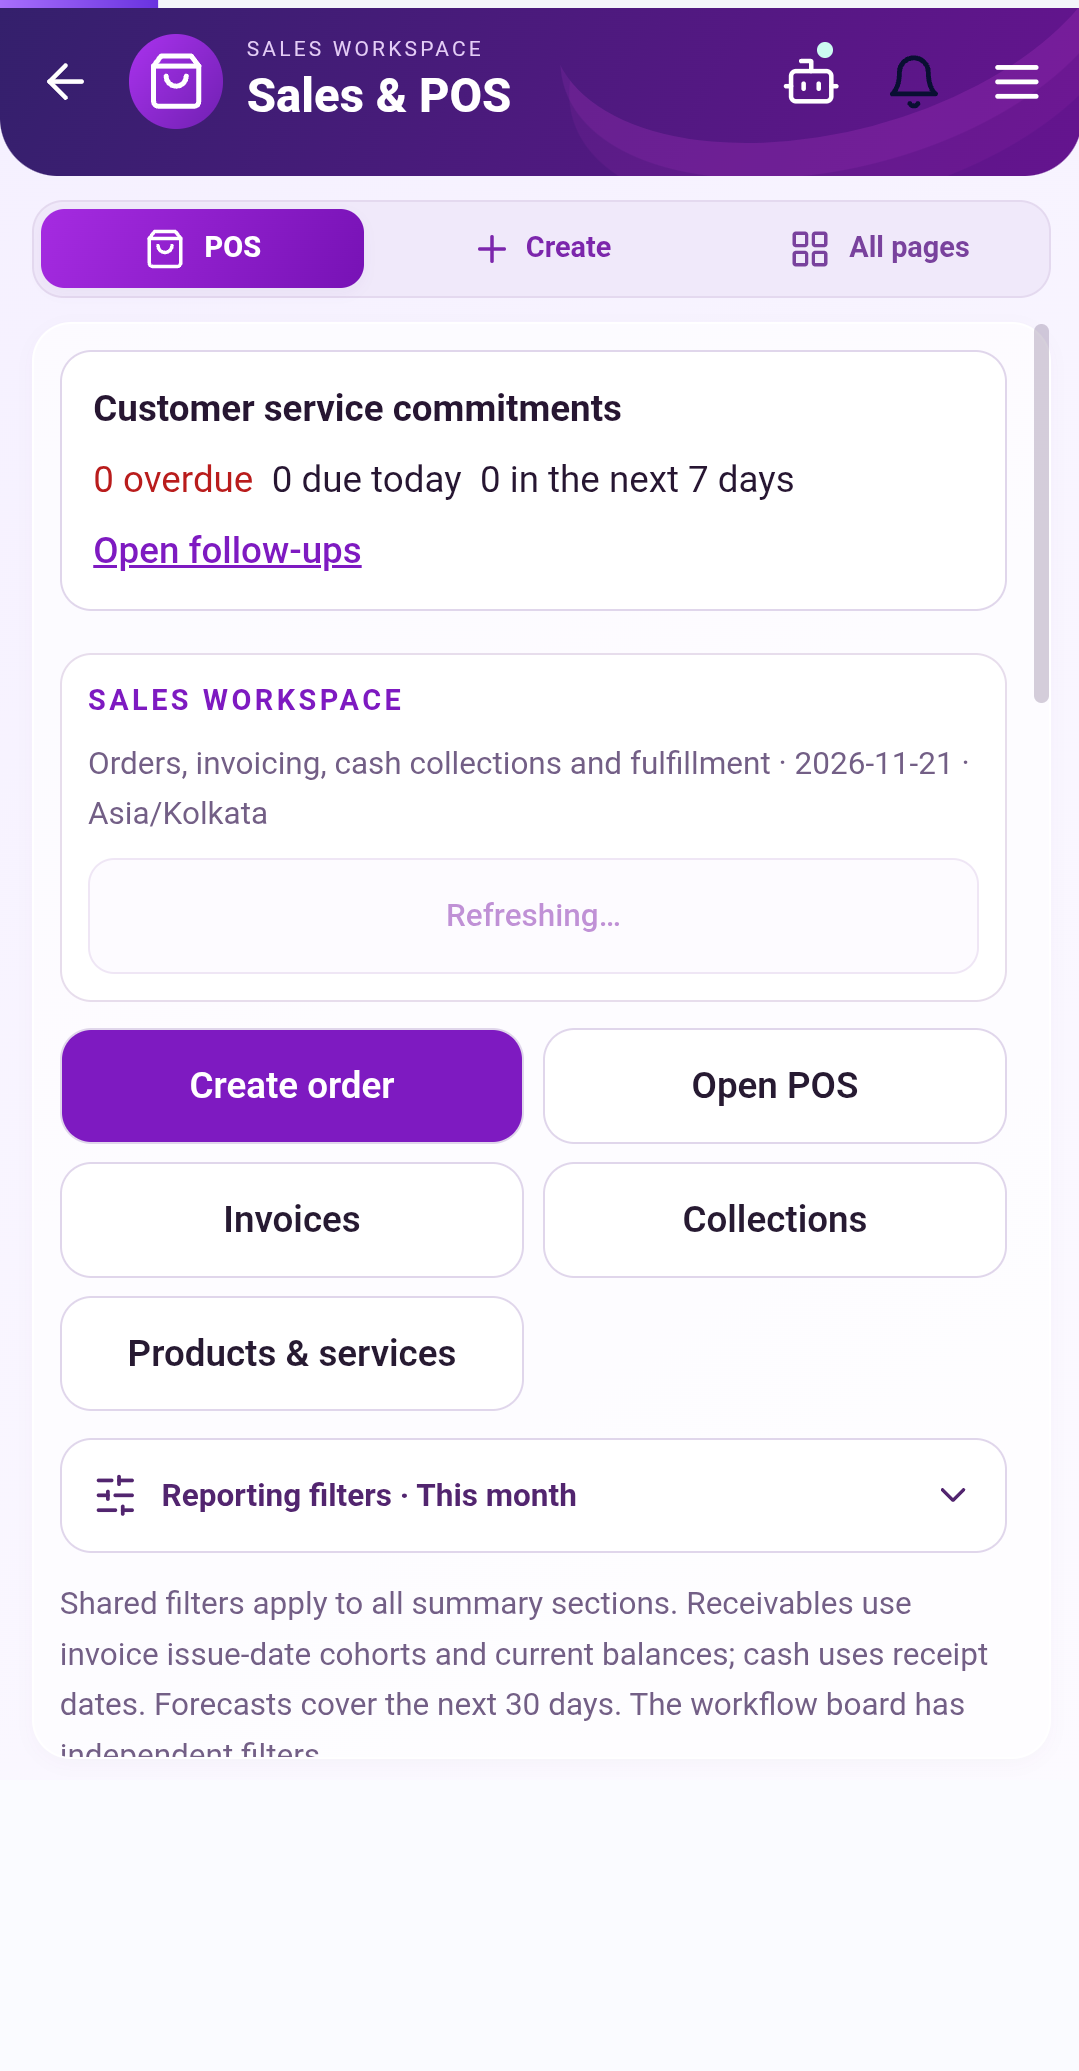 SALES WORKSPACE
Sales & POS
POS
Create
All pages
Customer service commitments
0 overdue 0 due today 0 in the next 7 days
Open follow-ups
SALES WORKSPACE
Orders, invoicing, cash collections and fulfillment · 2026-11-21 ·
Asia/Kolkata
Refreshing…
Create order
Open POS
Invoices
Collections
Products & services
Reporting filters · This month
Shared filters apply to all summary sections. Receivables use
invoice issue-date cohorts and current balances; cash uses receipt
dates. Forecasts cover the next 30 days. The workflow board has
independent filters.